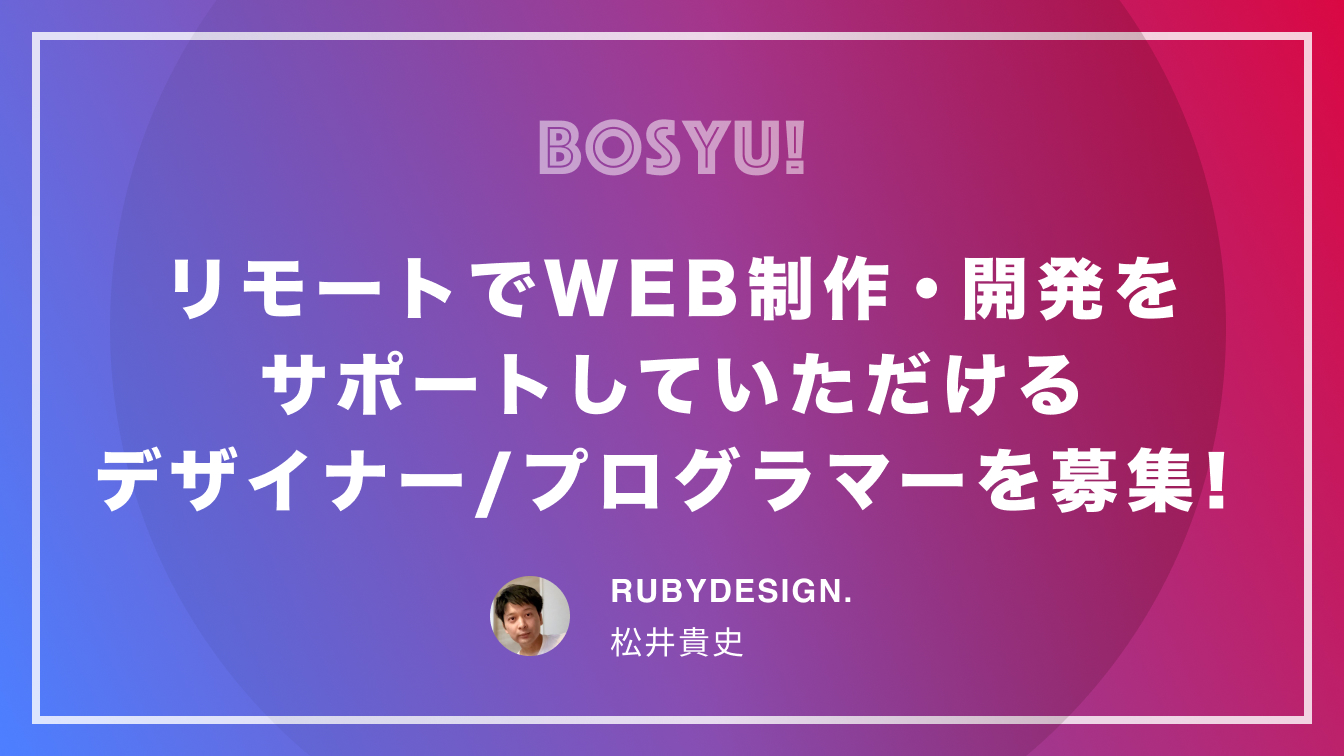 BOSYU!
リモートでWEB制作・開発を
サポートしていただける
デザイナー/プログラマーを募集!
RUBYDESIGN.
松井貴史